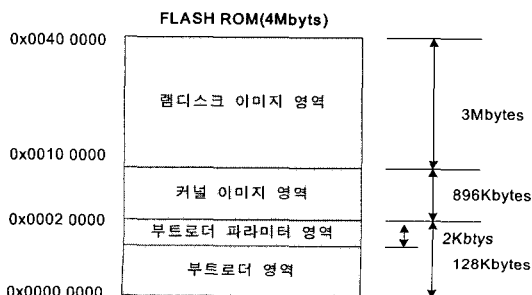 FLASH ROM(4Mbyts)
0x0040 0000
램디스크 이미지 영역
3Mbytes
0x0010 0000
커널 이미지 영역
896Kbytes
0x0002 0000
부트로더 파라미터 영역
2Kbtys
부트로더 영역
128Kbytes
0x0000 0000